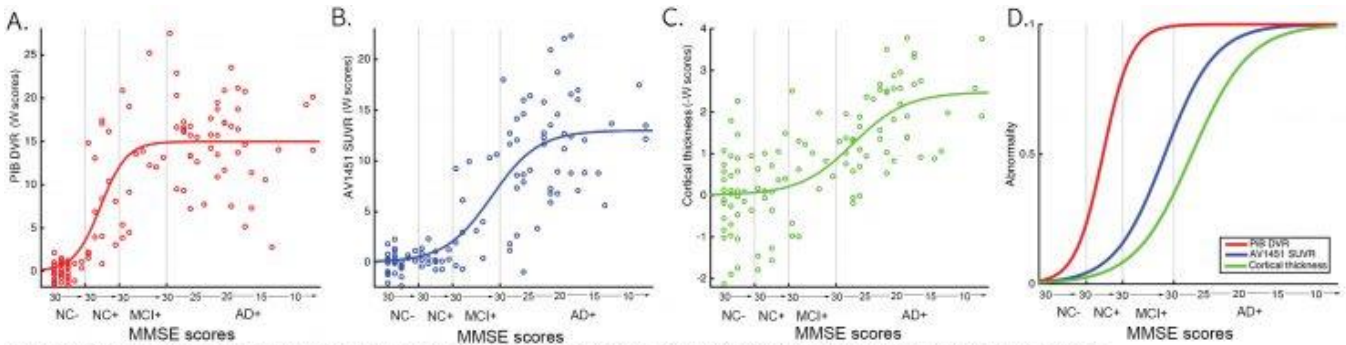 A.
PIB DVR (W scores)
25
20
15
10
5
0
30 30 30 30 25 20 15 10
NC- NC+ MCI+ AD+
MMSE scores
B.
AV1451 SUVR (W scores)
20
15
10
5
0
30 30 30 30 25 20 15 10
NC- NC+ MCI+ AD+
MMSE scores
C.
Cortical thickness (-W scores)
4
3
2
1
0
-1
-2
30 30 30 30 25 20 15 10
NC- NC+ MCI+ AD+
MMSE scores
D.
Abnormality
1
0.5
0
PIB DVR
AV1451 SUVR
Cortical thickness
30 30 30 30 25 20 15 10
NC- NC+ MCI+ AD+
MMSE scores